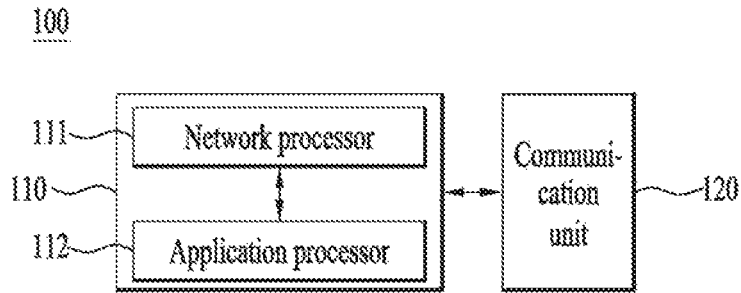 100
111
Network processor
110
112
Application processor
Communi-
cation
unit
120